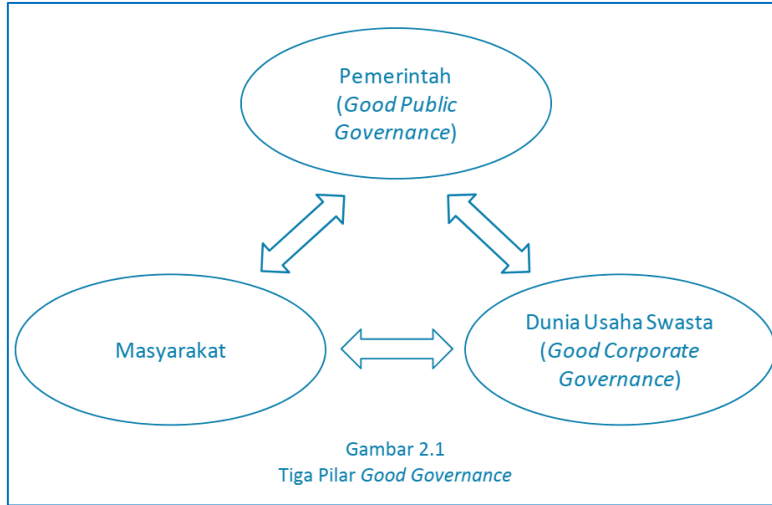 Pemerintah
(Good Public
Governance)
Masyarakat
Dunia Usaha Swasta
(Good Corporate
Governance)
Gambar 2.1
Tiga Pilar Good Governance